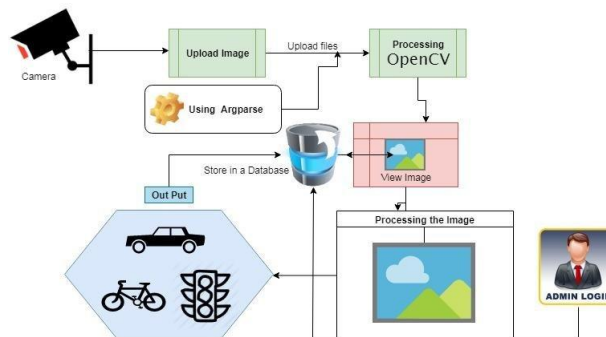 Camera
Upload Image
Upload files
Processing
OpenCV
Using Argparse
Store in a Database
View Image
Out Put
Processing the Image
ADMIN LOGIN